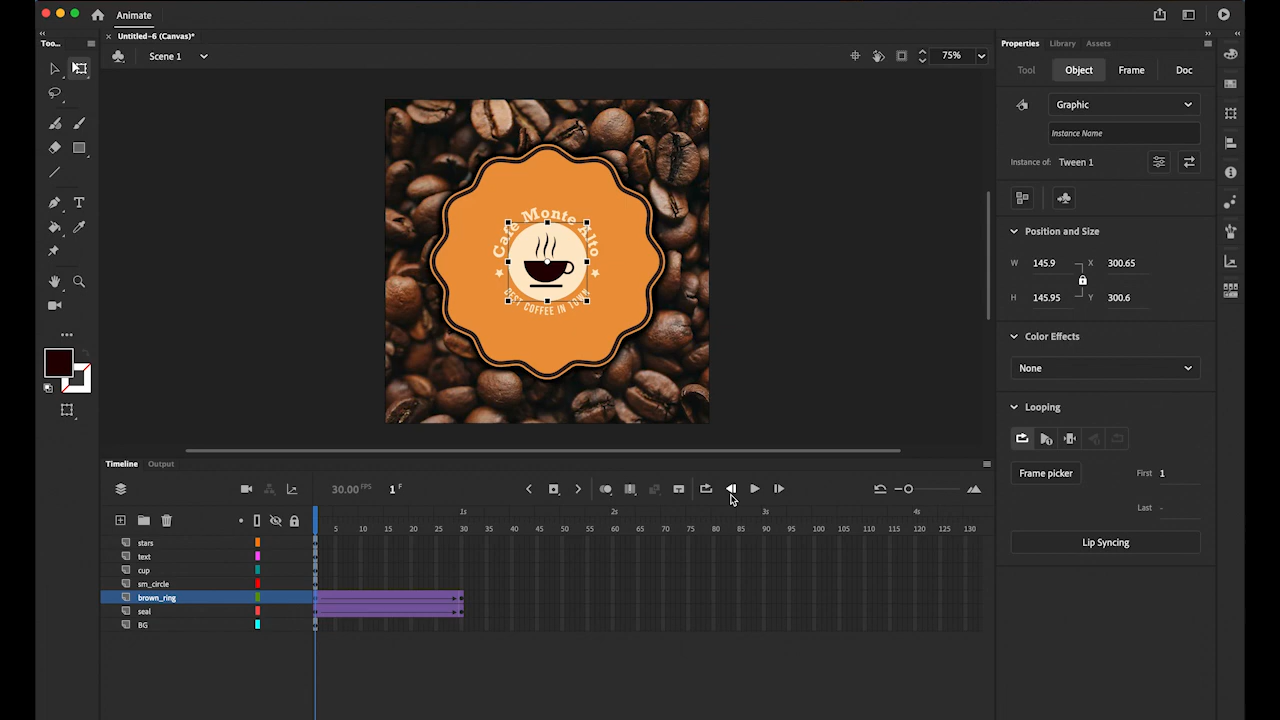 Animate
Untitled-6 (Canvas)*
Too...
Scene 1
75%
Properties
Library
Assets
Tool
Object
Frame
Doc
Graphic
Instance Name
Instance of:
Tween 1
Position and Size
W
145.9
X
300.65
H
145.95
Y
300.6
Color Effects
None
Looping
Frame picker
First
1
Last
-
Lip Syncing
Café Monte Alto
BEST COFFEE IN TOWN
Timeline
Output
30.00 FPS
1 F
1s
2s
3s
4s
5
10
15
20
25
30
35
40
45
50
55
60
65
70
75
80
85
90
95
100
105
110
115
120
125
130
stars
text
cup
sm_circle
brown_ring
seal
BG